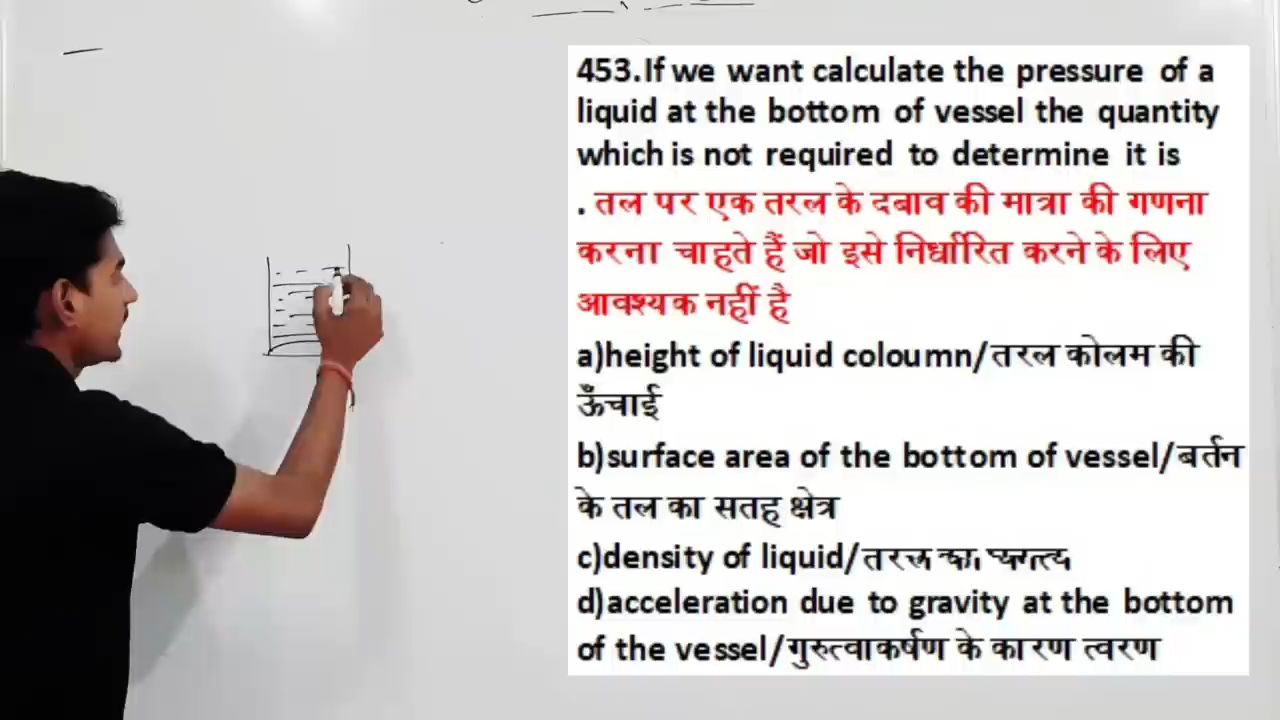 453.If we want calculate the pressure of a
liquid at the bottom of vessel the quantity
which is not required to determine it is
. तल पर एक तरल के दबाव की मात्रा की गणना
करना चाहते हैं जो इसे निर्धारित करने के लिए
आवश्यक नहीं है
a)height of liquid coloumn/तरल कोलम की
ऊँचाई
b)surface area of the bottom of vessel/बर्तन
के तल का सतह क्षेत्र
c)density of liquid/तरल का
d)acceleration due to gravity at the bottom
of the vessel/गुरुत्वाकर्षण के कारण त्वरण